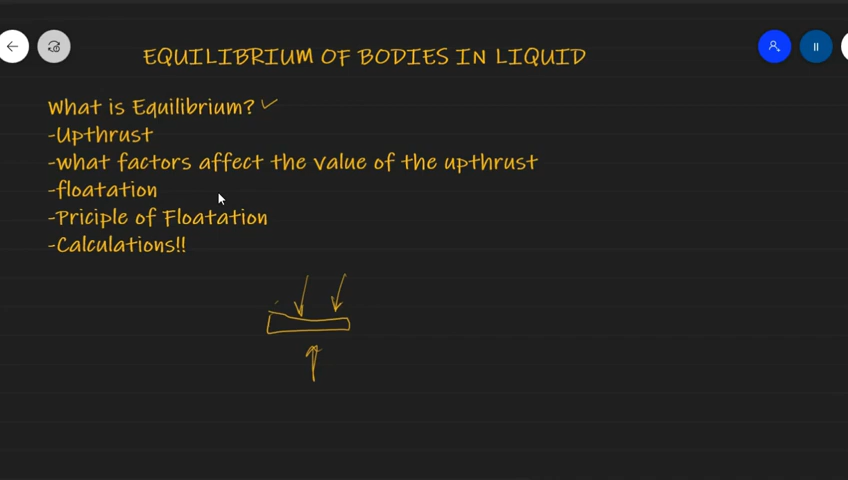 EQUILIBRIUM OF BODIES IN LIQUID
What is Equilibrium?
-Upthrust
-what factors affect the value of the upthrust
-floatation
-Priciple of Floatation
-Calculations!!